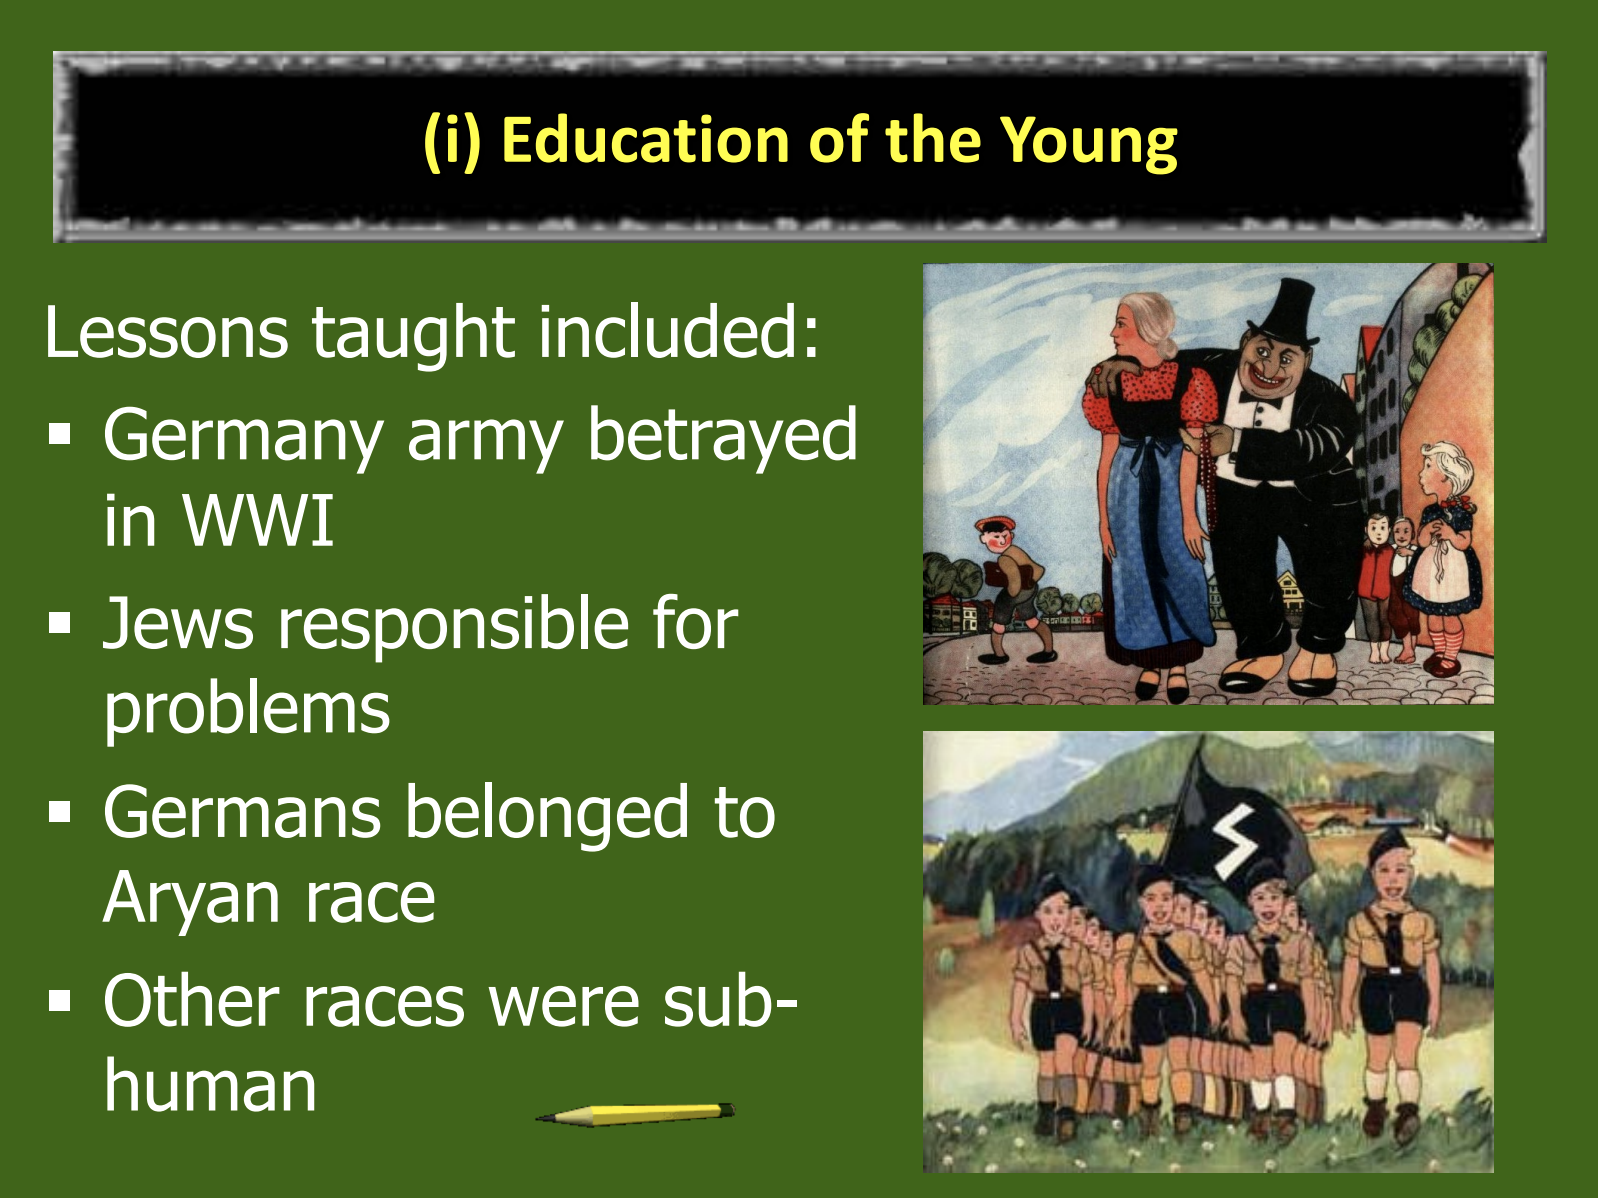 (i) Education of the Young
Lessons taught included:
▪ Germany army betrayed
in WWI
▪ Jews responsible for
problems
▪ Germans belonged to
Aryan race
▪ Other races were sub-
human